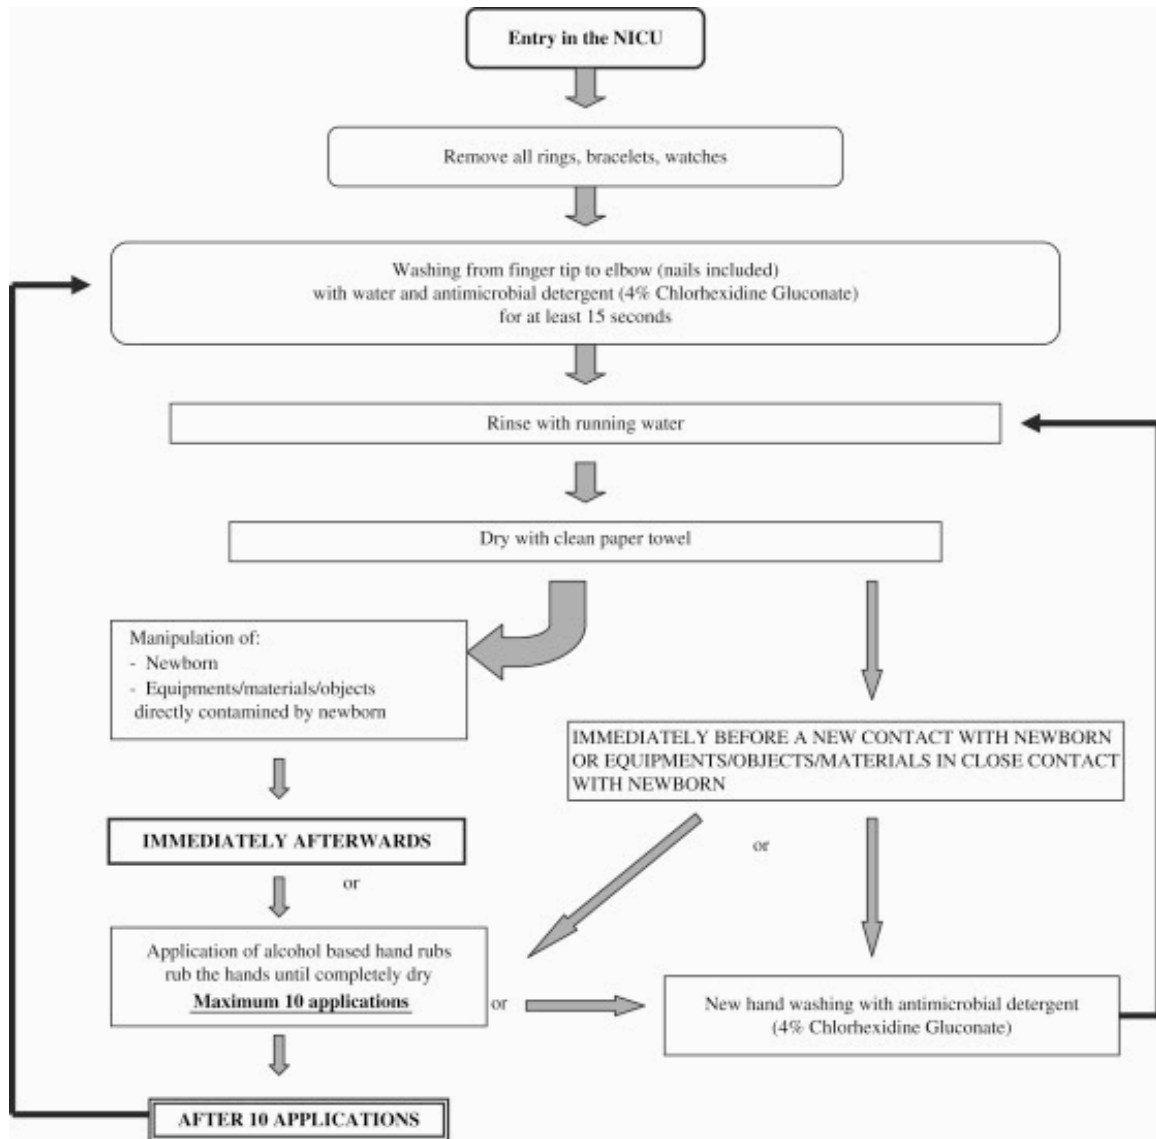 Entry in the NICU
Remove all rings, bracelets, watches
Washing from finger tip to elbow (nails included)
with water and antimicrobial detergent (4% Chlorhexidine Gluconate)
for at least 15 seconds
Rinse with running water
Dry with clean paper towel
Manipulation of:
- Newborn
- Equipments/materials/objects
directly contaminated by newborn
IMMEDIATELY BEFORE A NEW CONTACT WITH NEWBORN
OR EQUIPMENTS/OBJECTS/MATERIALS IN CLOSE CONTACT
WITH NEWBORN
IMMEDIATELY AFTERWARDS
or
or
Application of alcohol based hand rubs
rub the hands until completely dry
Maximum 10 applications
or
New hand washing with antimicrobial detergent
(4% Chlorhexidine Gluconate)
AFTER 10 APPLICATIONS